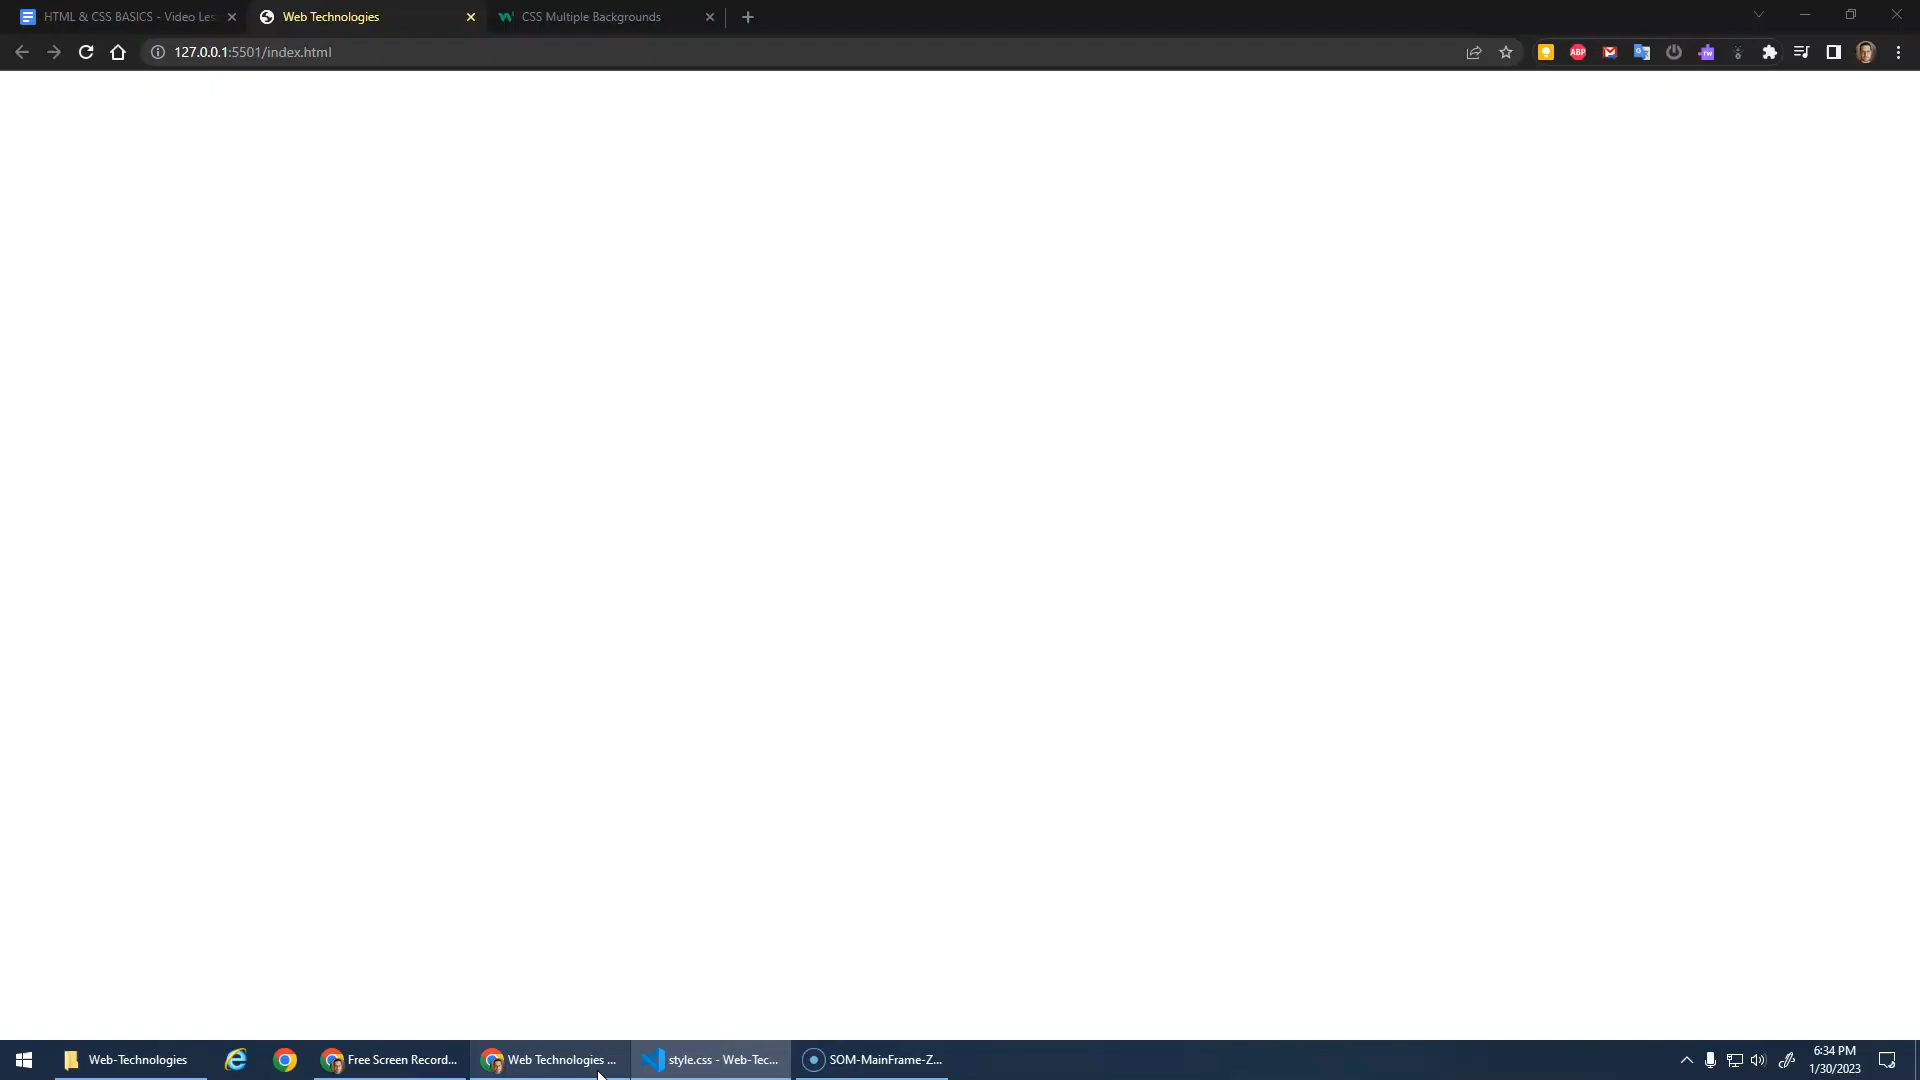 HTML & CSS BASICS - Video Les
Web Technologies
CSS Multiple Backgrounds
127.0.0.1:5501/index.html
ABP
Web-Technologies
Free Screen Record...
Web Technologies ...
style.css - Web-Tec...
SOM-MainFrame-Z...
6:34 PM
1/30/2023